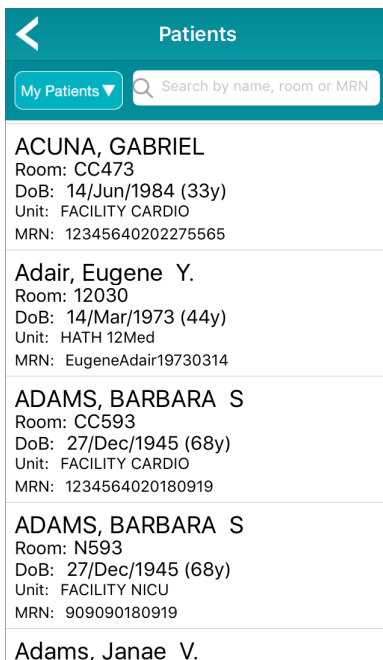 Patients
My Patients ▼
Search by name, room or MRN
ACUNA, GABRIEL
Room: CC473
DoB: 14/Jun/1984 (33y)
Unit: FACILITY CARDIO
MRN: 12345640202275565
Adair, Eugene Y.
Room: 12030
DoB: 14/Mar/1973 (44y)
Unit: HATH 12Med
MRN: EugeneAdair19730314
ADAMS, BARBARA S
Room: CC593
DoB: 27/Dec/1945 (68y)
Unit: FACILITY CARDIO
MRN: 1234564020180919
ADAMS, BARBARA S
Room: N593
DoB: 27/Dec/1945 (68y)
Unit: FACILITY NICU
MRN: 909090180919
Adams, Janae V.